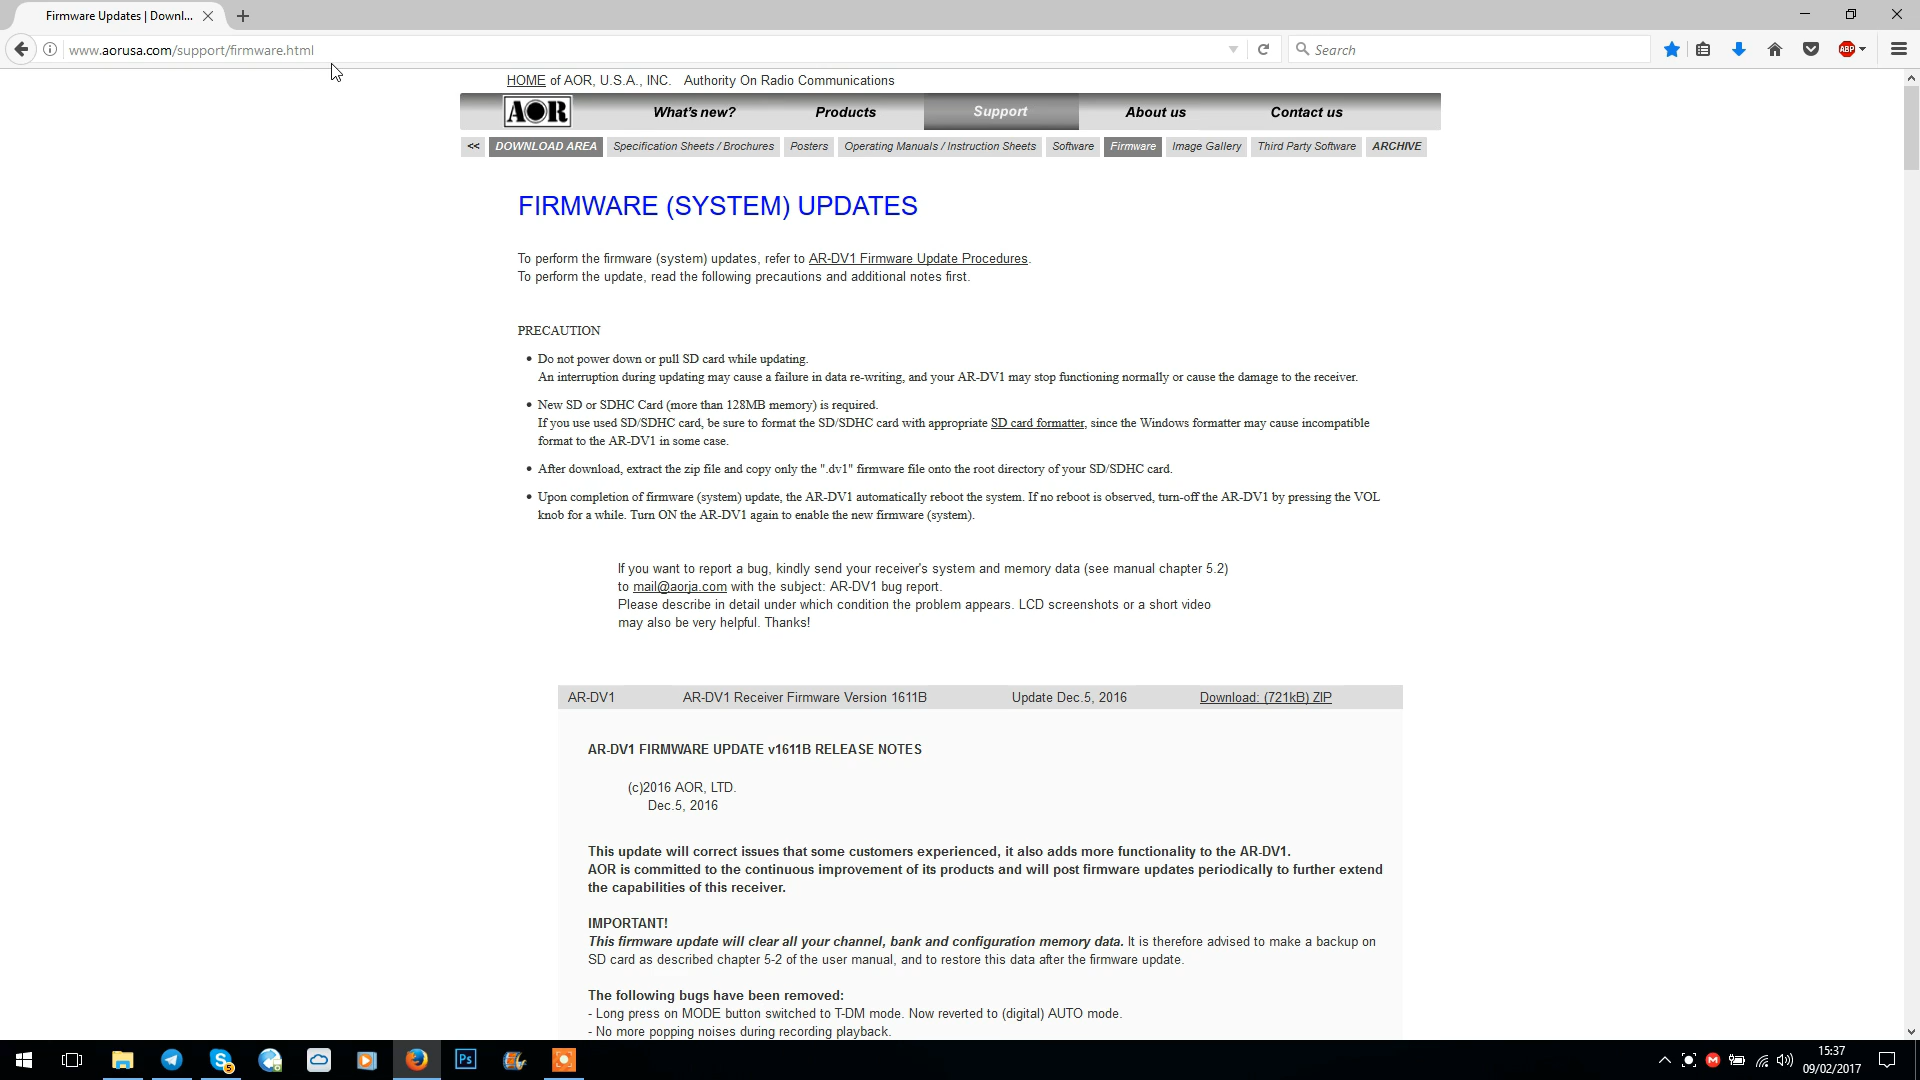 Firmware Updates | Downl...
www.aorusa.com/support/firmware.html
Search
ABP
HOME of AOR, U.S.A., INC. Authority On Radio Communications
AOR
What's new?
Products
Support
About us
Contact us
<< DOWNLOAD AREA Specification Sheets / Brochures Posters Operating Manuals / Instruction Sheets Software Firmware Image Gallery Third Party Software ARCHIVE
FIRMWARE (SYSTEM) UPDATES
To perform the firmware (system) updates, refer to AR-DV1 Firmware Update Procedures.
To perform the update, read the following precautions and additional notes first.
PRECAUTION
• Do not power down or pull SD card while updating.
An interruption during updating may cause a failure in data re-writing, and your AR-DV1 may stop functioning normally or cause the damage to the receiver.
• New SD or SDHC Card (more than 128MB memory) is required.
If you use used SD/SDHC card, be sure to format the SD/SDHC card with appropriate SD card formatter, since the Windows formatter may cause incompatible
format to the AR-DV1 in some case.
• After download, extract the zip file and copy only the ".dv1" firmware file onto the root directory of your SD/SDHC card.
• Upon completion of firmware (system) update, the AR-DV1 automatically reboot the system. If no reboot is observed, turn-off the AR-DV1 by pressing the VOL
knob for a while. Turn ON the AR-DV1 again to enable the new firmware (system).
If you want to report a bug, kindly send your receiver's system and memory data (see manual chapter 5.2)
to mail@aorja.com with the subject: AR-DV1 bug report.
Please describe in detail under which condition the problem appears. LCD screenshots or a short video
may also be very helpful. Thanks!
AR-DV1 AR-DV1 Receiver Firmware Version 1611B Update Dec.5, 2016 Download: (721kB) ZIP
AR-DV1 FIRMWARE UPDATE v1611B RELEASE NOTES
(c)2016 AOR, LTD.
Dec.5, 2016
This update will correct issues that some customers experienced, it also adds more functionality to the AR-DV1.
AOR is committed to the continuous improvement of its products and will post firmware updates periodically to further extend
the capabilities of this receiver.
IMPORTANT!
This firmware update will clear all your channel, bank and configuration memory data. It is therefore advised to make a backup on
SD card as described chapter 5-2 of the user manual, and to restore this data after the firmware update.
The following bugs have been removed:
- Long press on MODE button switched to T-DM mode. Now reverted to (digital) AUTO mode.
- No more popping noises during recording playback.
5
Ps
15:37
09/02/2017